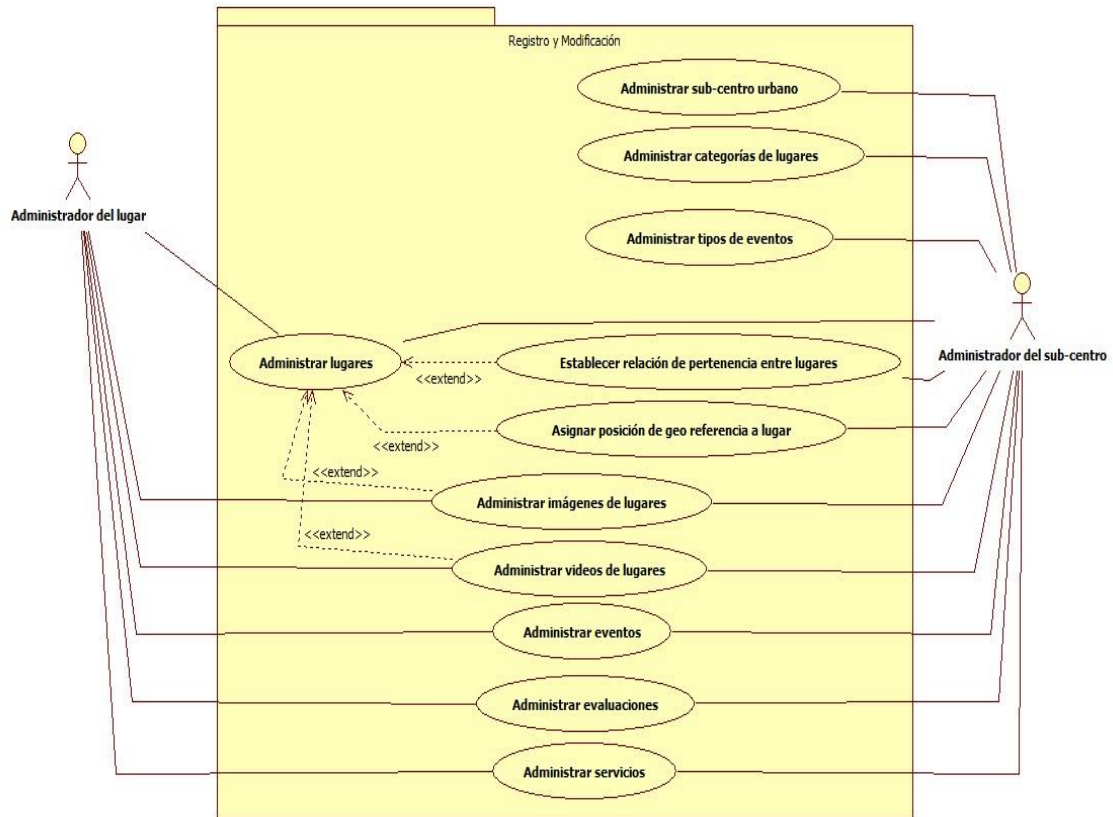 Registro y Modificación
Administrar sub-centro urbano
Administrar categorías de lugares
Administrador del lugar
Administrar tipos de eventos
Administrar lugares
Establecer relación de pertenencia entre lugares
Administrador del sub-centro
<<extend>>
Asignar posición de geo referencia a lugar
<<extend>>
<<extend>>
Administrar imágenes de lugares
<<extend>>
Administrar videos de lugares
Administrar eventos
Administrar evaluaciones
Administrar servicios